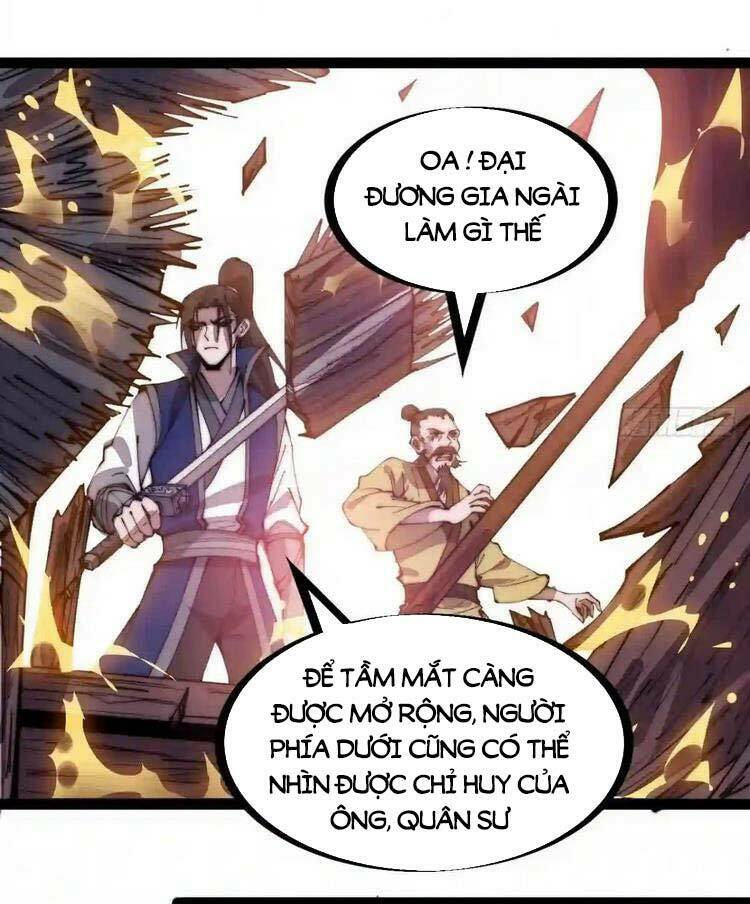 OA! ĐẠI
ĐƯƠNG GIA NGÀI
LÀM GÌ THẾ
ĐỂ TẦM MẮT CÀNG
ĐƯỢC MỞ RỘNG, NGƯỜI
PHÍA DƯỚI CŨNG CÓ THỂ
NHÌN ĐƯỢC CHỈ HUY CỦA
ÔNG, QUÂN SƯ